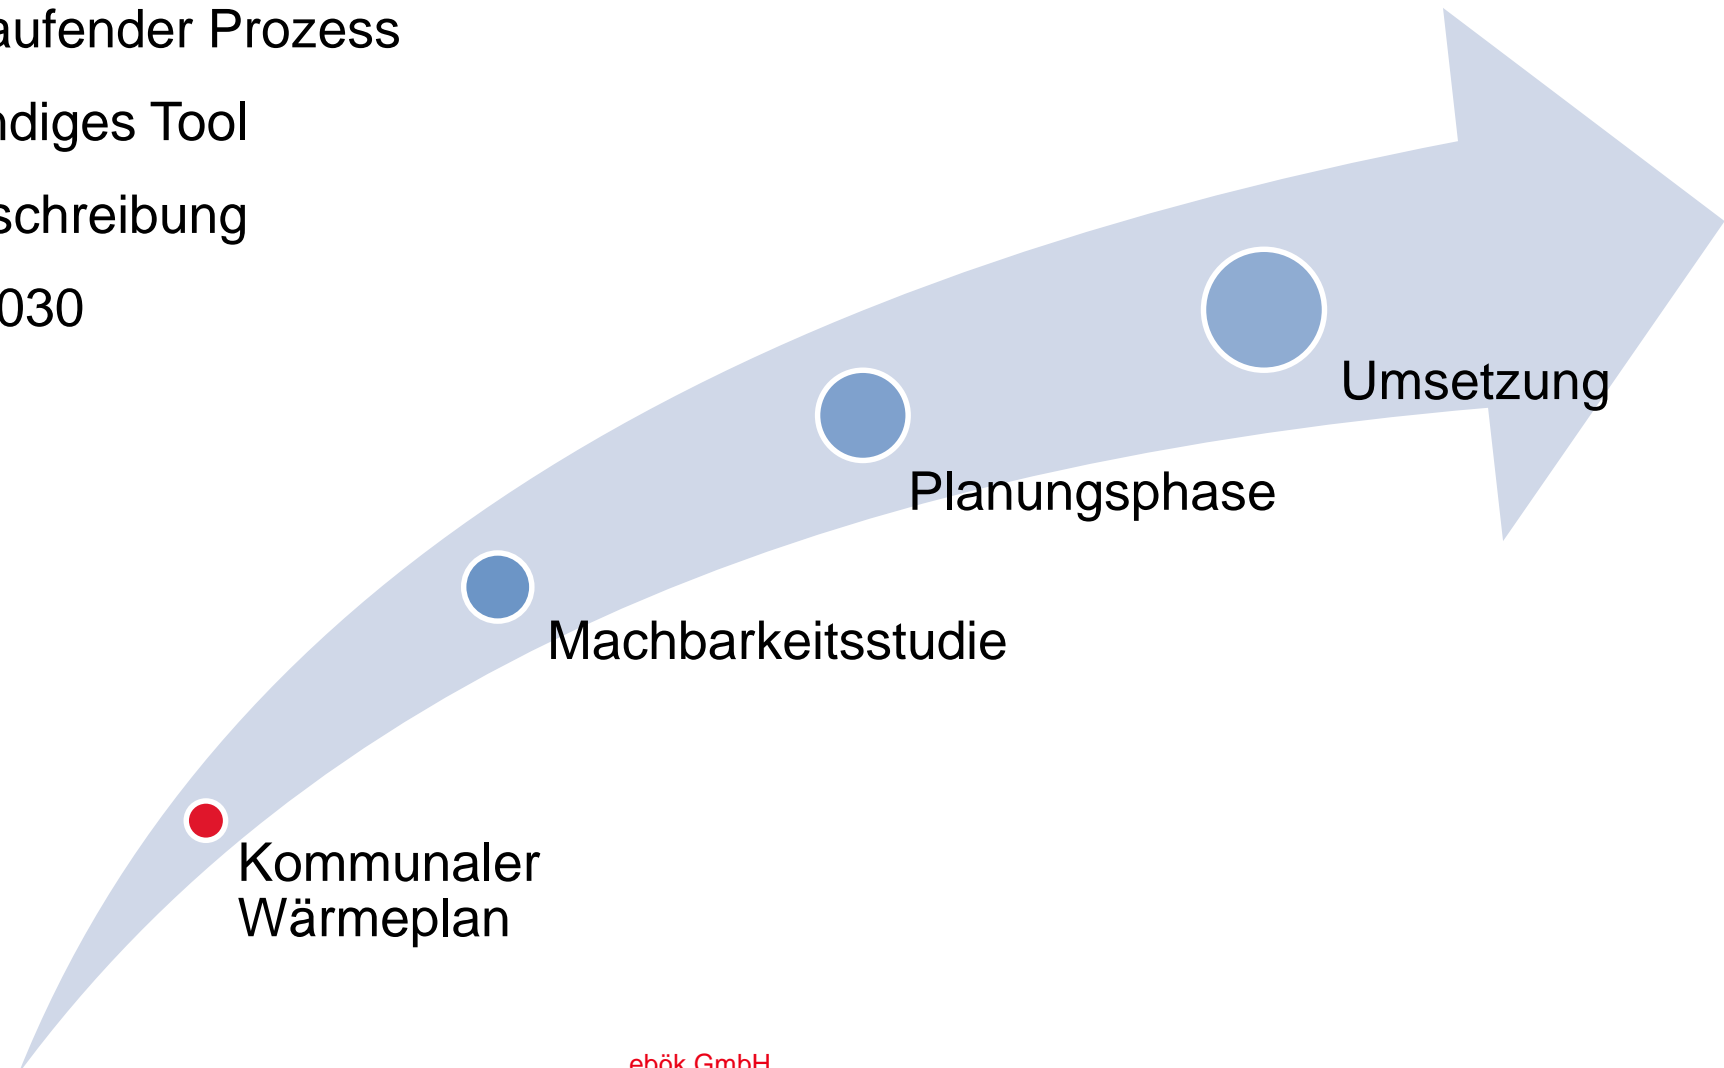 aufender Prozess
ndiges Tool
schreibung
030
Umsetzung
Planungsphase
Machbarkeitsstudie
Kommunaler
Wärmeplan
ebök GmbH